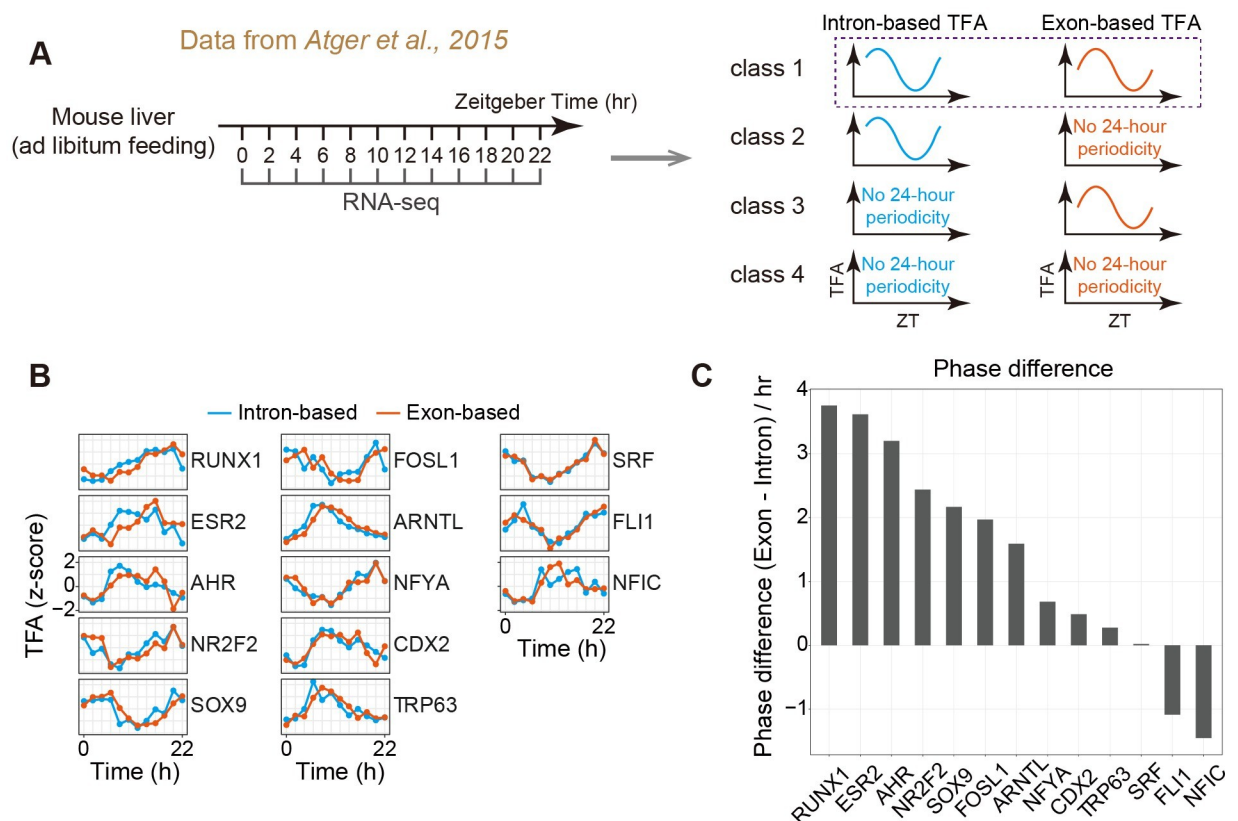 A
Data from Atger et al., 2015
Mouse liver
(ad libitum feeding)
Zeitgeber Time (hr)
0 2 4 6 8 10 12 14 16 18 20 22
RNA-seq
Intron-based TFA
Exon-based TFA
class 1
class 2
No 24-hour
periodicity
class 3
No 24-hour
periodicity
class 4
TFA
No 24-hour
periodicity
ZT
TFA
No 24-hour
periodicity
ZT
B
Intron-based
Exon-based
TFA (z-score)
RUNX1
ESR2
2
0
−2
AHR
NR2F2
SOX9
0
22
Time (h)
FOSL1
ARNTL
NFYA
CDX2
TRP63
0
22
Time (h)
SRF
FLI1
NFIC
0
22
Time (h)
C
Phase difference
Phase difference (Exon - Intron) / hr
4
3
2
1
0
−1
RUNX1
ESR2
AHR
NR2F2
SOX9
FOSL1
ARNTL
NFYA
CDX2
TRP63
SRF
FLI1
NFIC